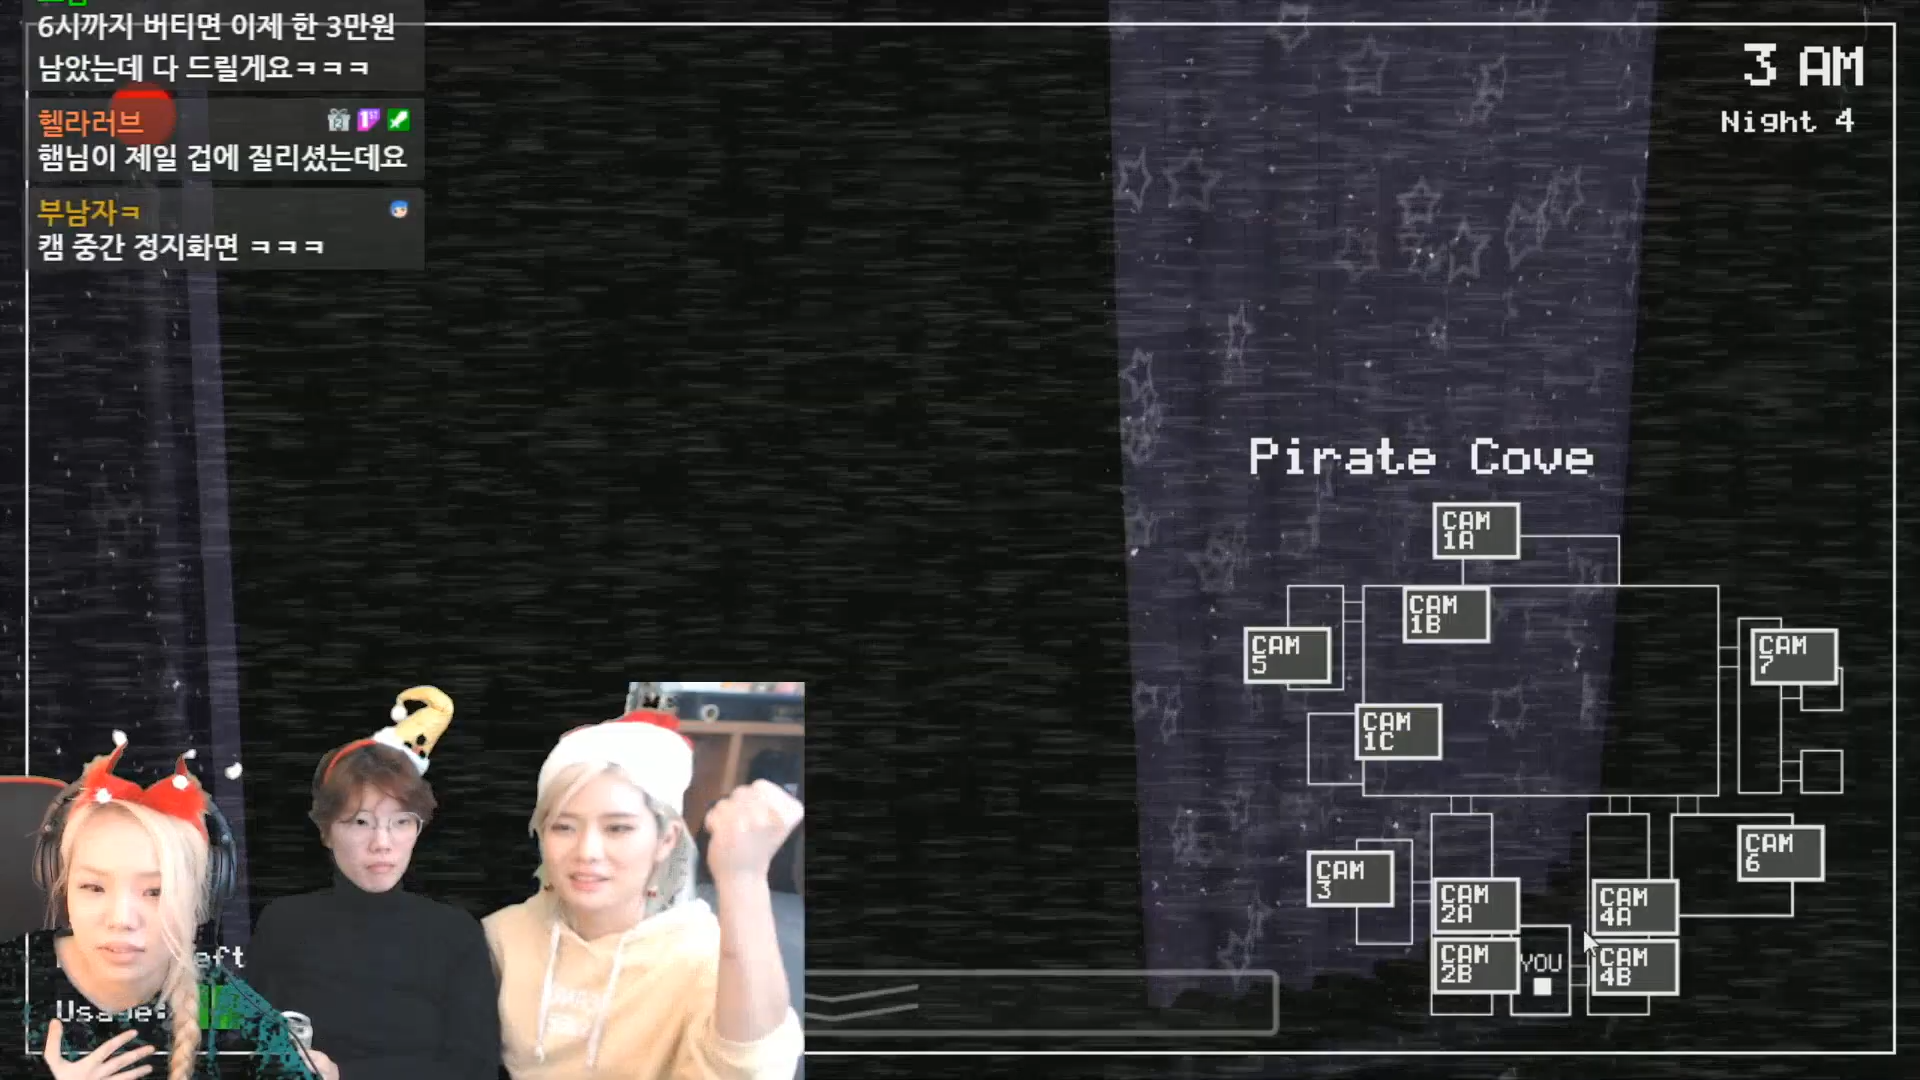 6시까지 버티면 이제 한 3만원
남았는데 다 드릴게요ㅋㅋㅋ
헬라러브
햄님이 제일 겁에 질리셨는데요
부남자ㅋ
캠 중간 정지화면 ㅋㅋㅋ
3 AM
Night 4
Pirate Cove
CAM
1A
CAM
1B
CAM
5
CAM
7
CAM
1C
CAM
3
CAM
6
CAM
2A
CAM
4A
CAM
2B
YOU
CAM
4B
Usage: